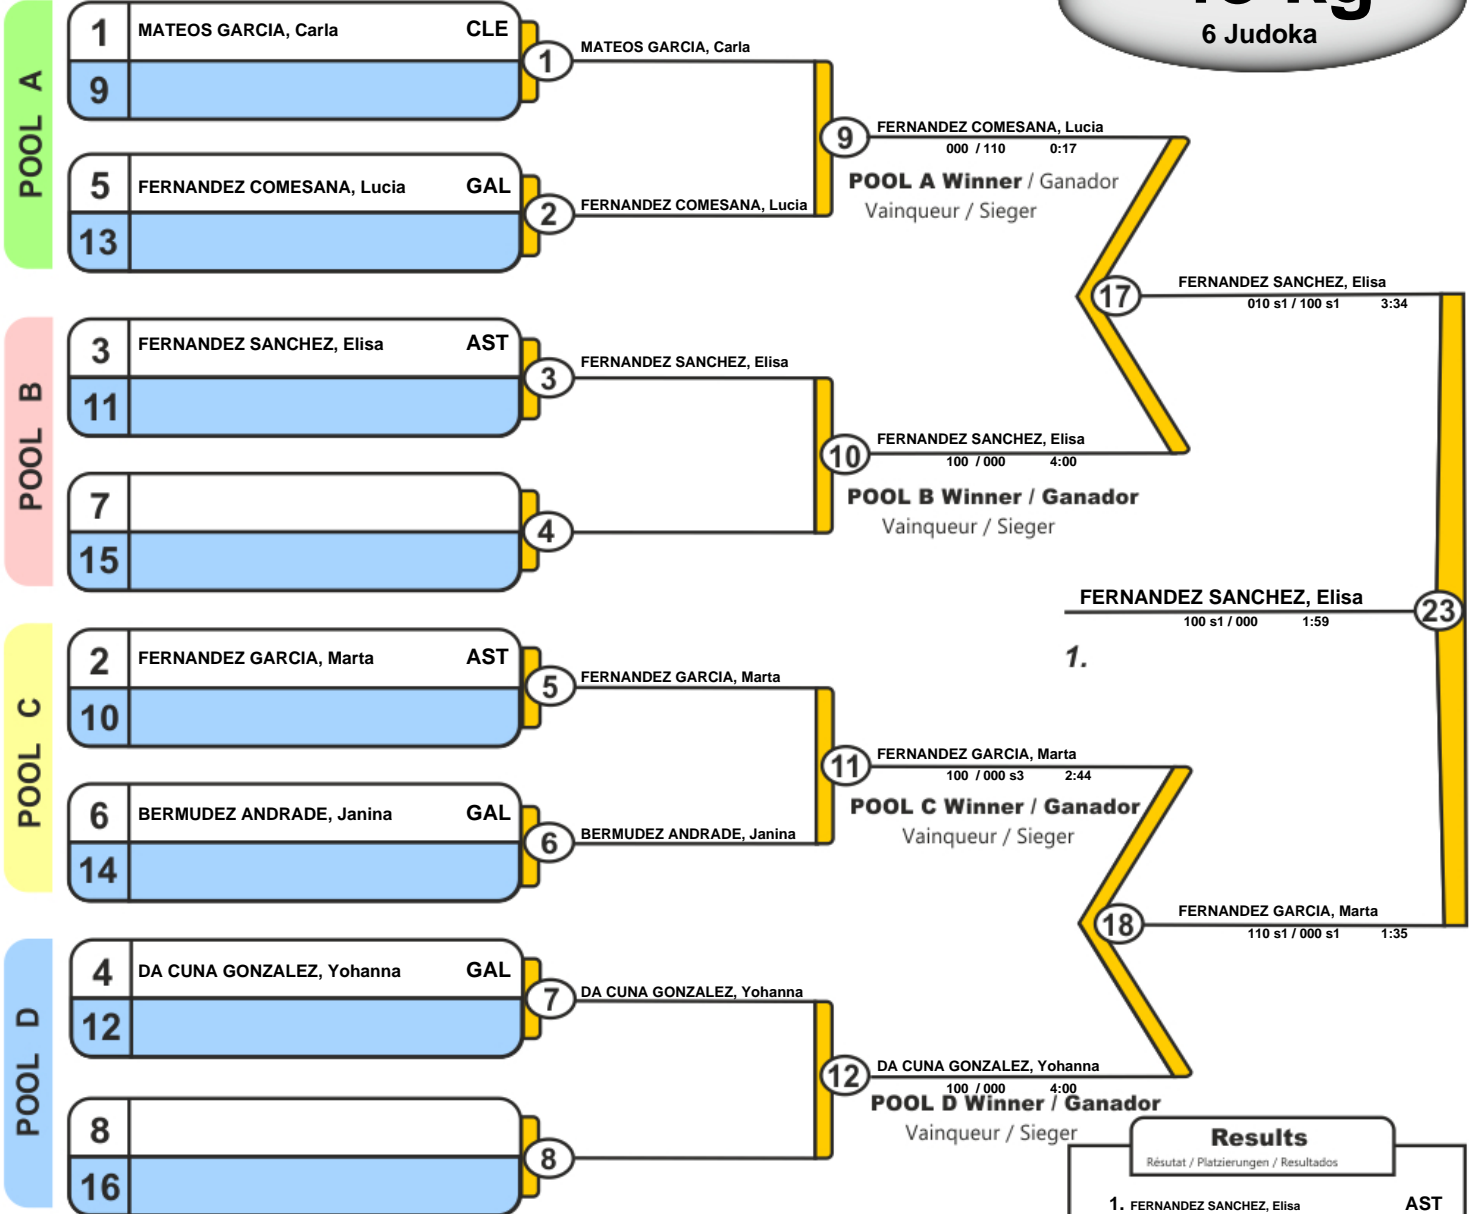 6 Judoka
POOL A
1 MATEOS GARCIA, Carla CLE
9
1
MATEOS GARCIA, Carla
5 FERNANDEZ COMESANA, Lucia GAL
13
2
FERNANDEZ COMESANA, Lucia
9
FERNANDEZ COMESANA, Lucia
000 / 110 0:17
POOL A Winner / Ganador
Vainqueur / Sieger
POOL B
3 FERNANDEZ SANCHEZ, Elisa AST
11
3
FERNANDEZ SANCHEZ, Elisa
7
15
4
10
FERNANDEZ SANCHEZ, Elisa
100 / 000 4:00
POOL B Winner / Ganador
Vainqueur / Sieger
17
FERNANDEZ SANCHEZ, Elisa
010 s1 / 100 s1 3:34
FERNANDEZ SANCHEZ, Elisa
100 s1 / 000 1:59
23
1.
POOL C
2 FERNANDEZ GARCIA, Marta AST
10
5
FERNANDEZ GARCIA, Marta
6 BERMUDEZ ANDRADE, Janina GAL
14
6
BERMUDEZ ANDRADE, Janina
11
FERNANDEZ GARCIA, Marta
100 / 000 s3 2:44
POOL C Winner / Ganador
Vainqueur / Sieger
18
FERNANDEZ GARCIA, Marta
110 s1 / 000 s1 1:35
POOL D
4 DA CUNA GONZALEZ, Yohanna GAL
12
7
DA CUNA GONZALEZ, Yohanna
8
16
8
12
DA CUNA GONZALEZ, Yohanna
100 / 000 4:00
POOL D Winner / Ganador
Vainqueur / Sieger
Results
Résutat / Platzierungen / Resultados
1. FERNANDEZ SANCHEZ, Elisa AST